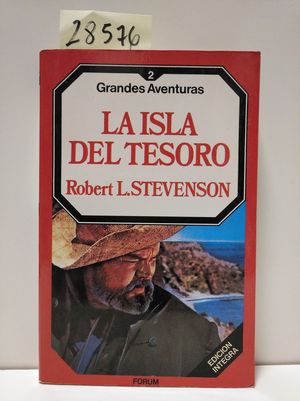 28576
2
Grandes Aventuras
LA ISLA
DEL TESORO
Robert L. STEVENSON
EDICION
INTEGRA
FORUM